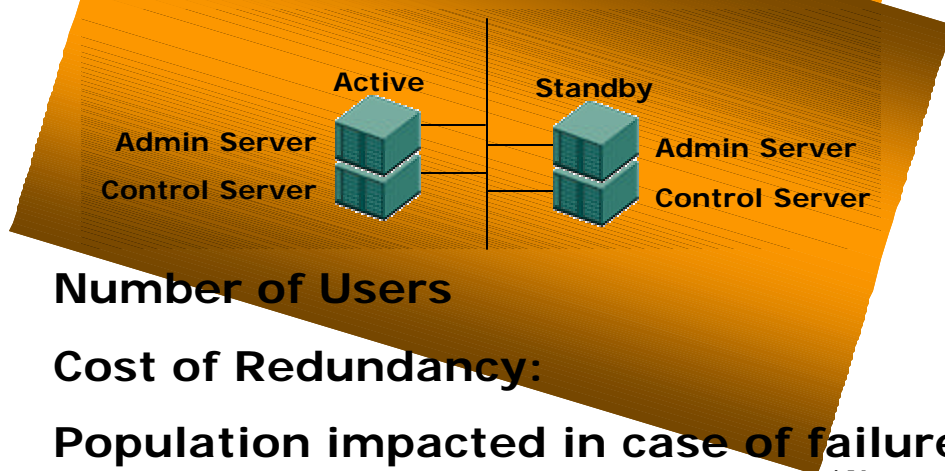 Active
Standby
Admin Server
Admin Server
Control Server
Control Server
Number of Users
Cost of Redundancy:
Population impacted in case of failure